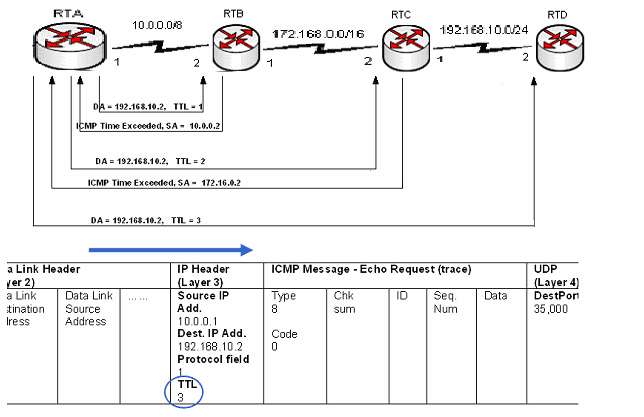 RTA
RTB
RTC
RTD
10.0.0.0/8
172.168.0.0/16
192.168.10.0/24
1
2
1
2
1
2
DA = 192.168.10.2, TTL = 1
ICMP Time Exceeded, SA = 10.0.0.2
DA = 192.168.10.2, TTL = 2
ICMP Time Exceeded, SA = 172.16.0.2
DA = 192.168.10.2, TTL = 3
a Link Header
yer 2)
IP Header
(Layer 3)
ICMP Message - Echo Request (trace)
UDP
(Layer 4)
a Link
stination
dress
Data Link
Source
Address
......
Source IP
Add.
10.0.0.1
Dest. IP Add.
192.168.10.2
Protocol field
1
TTL
3
Type
8
Code
0
Chk
sum
ID
Seq.
Num
Data
DestPort
35,000